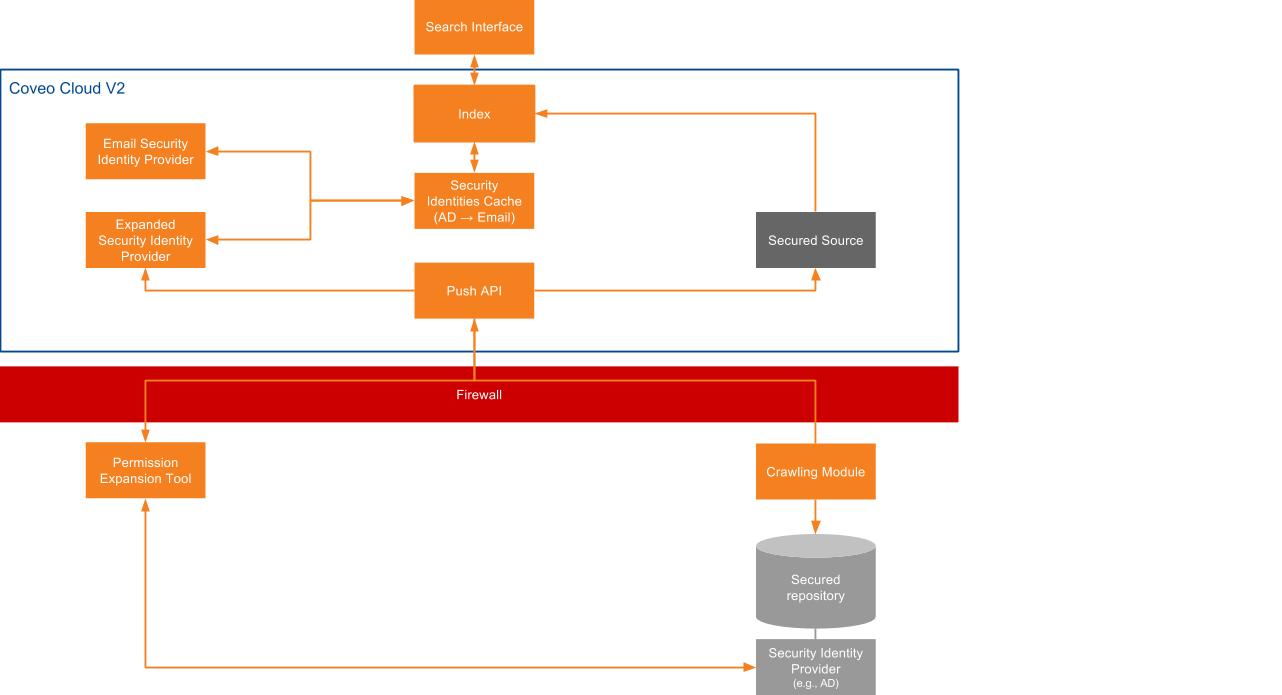 Search Interface
Coveo Cloud V2
Index
Email Security
Identity Provider
Security
Identities Cache
(AD → Email)
Expanded
Security Identity
Provider
Secured Source
Push API
Firewall
Permission
Expansion Tool
Crawling Module
Secured
repository
Security Identity
Provider
(e.g., AD)